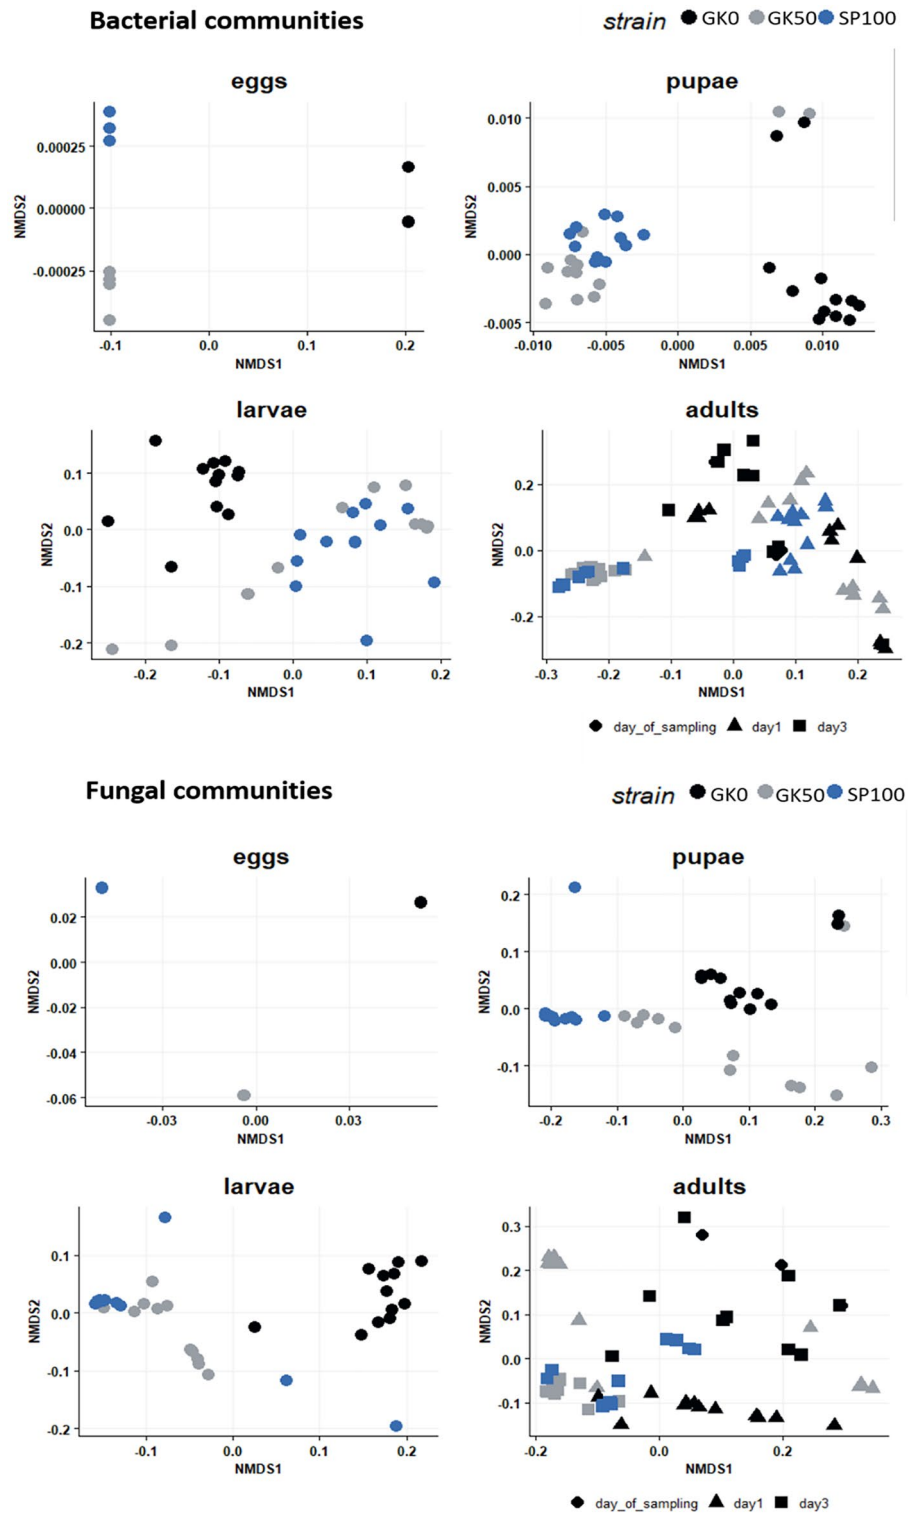 Bacterial communities
strain GK0 GK50 SP100
eggs
pupae
NMDS2
0.00025
0.00000
-0.00025
-0.1 0.0 0.1 0.2
NMDS1
NMDS2
0.010
0.005
0.000
-0.005
-0.010 -0.005 0.000 0.005 0.010
NMDS1
larvae
adults
NMDS2
0.1
0.0
-0.1
-0.2
-0.2 -0.1 0.0 0.1 0.2
NMDS1
NMDS2
0.2
0.0
-0.2
-0.3 -0.2 -0.1 0.0 0.1 0.2
NMDS1
day_of_sampling day1 day3
Fungal communities
strain GK0 GK50 SP100
eggs
pupae
NMDS2
0.02
0.00
-0.02
-0.04
-0.06
-0.03 0.00 0.03
NMDS1
NMDS2
0.2
0.1
0.0
-0.1
-0.2 -0.1 0.0 0.1 0.2 0.3
NMDS1
larvae
adults
NMDS2
0.1
0.0
-0.1
-0.2
-0.1 0.0 0.1 0.2
NMDS1
NMDS2
0.3
0.2
0.1
0.0
-0.1
-0.2 0.0 0.2
NMDS1
day_of_sampling day1 day3